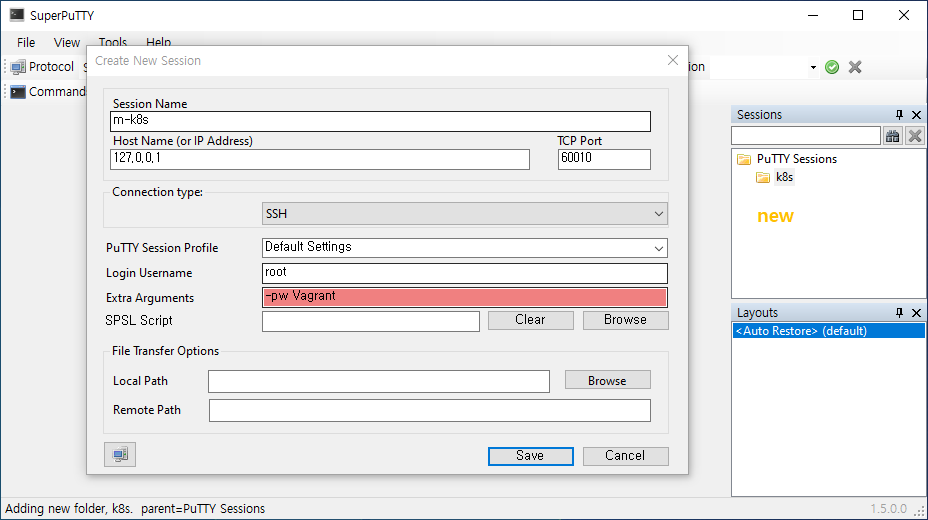 SuperPuTTY
File View Tools Help
Create New Session
Protocol
ion
Command
Session Name
m-k8s
Host Name (or IP Address) TCP Port
127.0.0.1 60010
Connection type:
SSH
PuTTY Session Profile Default Settings
Login Username root
Extra Arguments -pw Vagrant
SPSL Script Clear Browse
File Transfer Options
Local Path Browse
Remote Path
Save Cancel
Sessions
PuTTY Sessions
k8s
new
Layouts
<Auto Restore> (default)
Adding new folder, k8s. parent=PuTTY Sessions 1.5.0.0